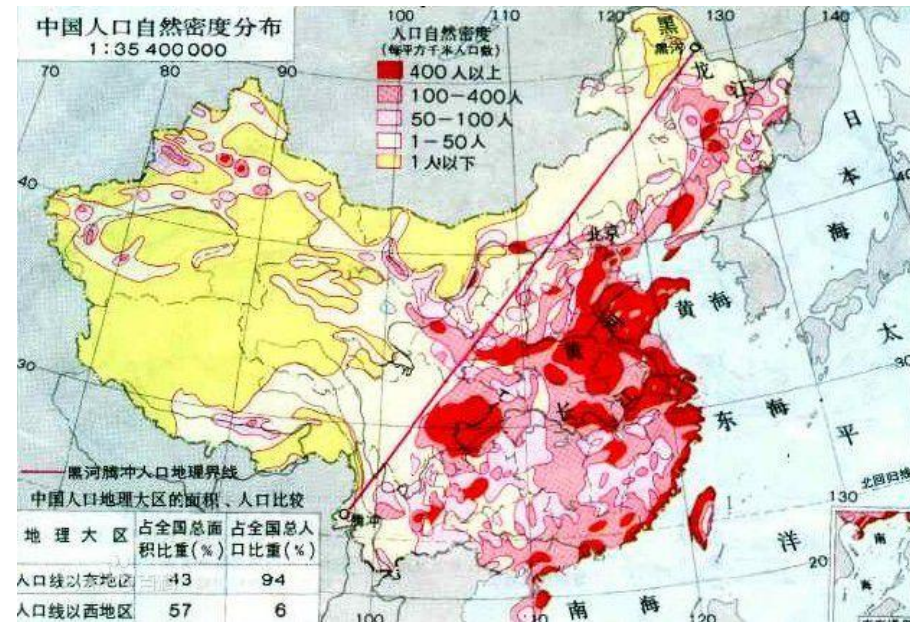 中国人口自然密度分布
1:35 400 000
人口自然密度
(每平方千米人口数)
400人以上
100-400人
50-100人
1-50人
1人以下
70
80
90
100
110
120
130
140
黑
黑河
龙
江
日
本
海
40
40
北京
黄
河
黄海
太
30
30
长
江
东海
平
黑河腾冲人口地理界线
腾冲
北回归线
130
洋
20
中国人口地理大区的面积、人口比较
地理大区 占全国总面积比重(%) 占全国总人口比重(%)
人口线以东地区 43 94
人口线以西地区 57 6
100
110
南海
120
南
海